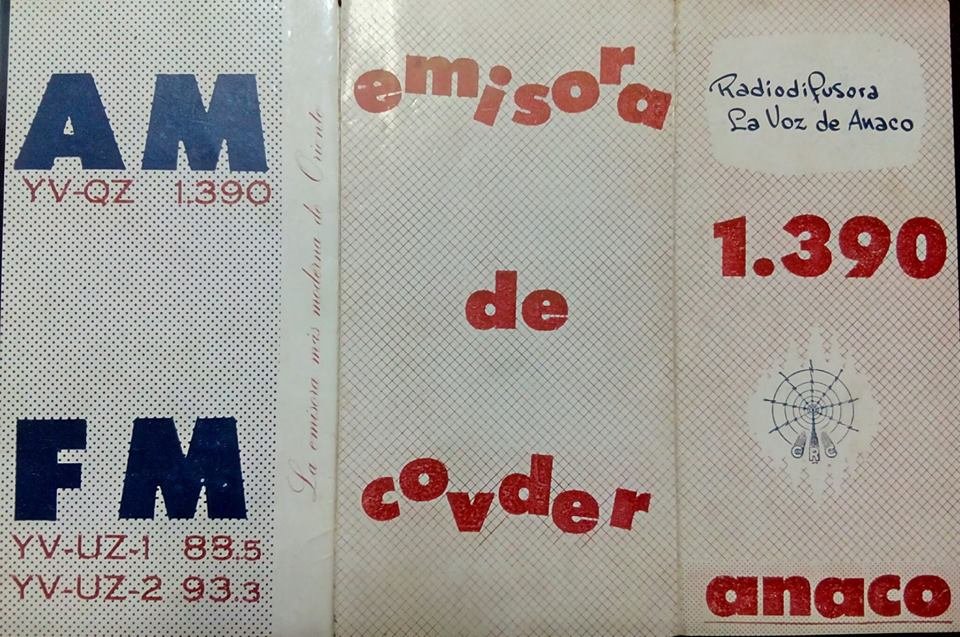 AM
YV-QZ 1.390
FM
YV-UZ-1 88.5
YV-UZ-2 93.3
La emisora más moderna de Oriente
emisora
de
covder
Radiodifusora
La Voz de Anaco
1.390
CRC
anaco